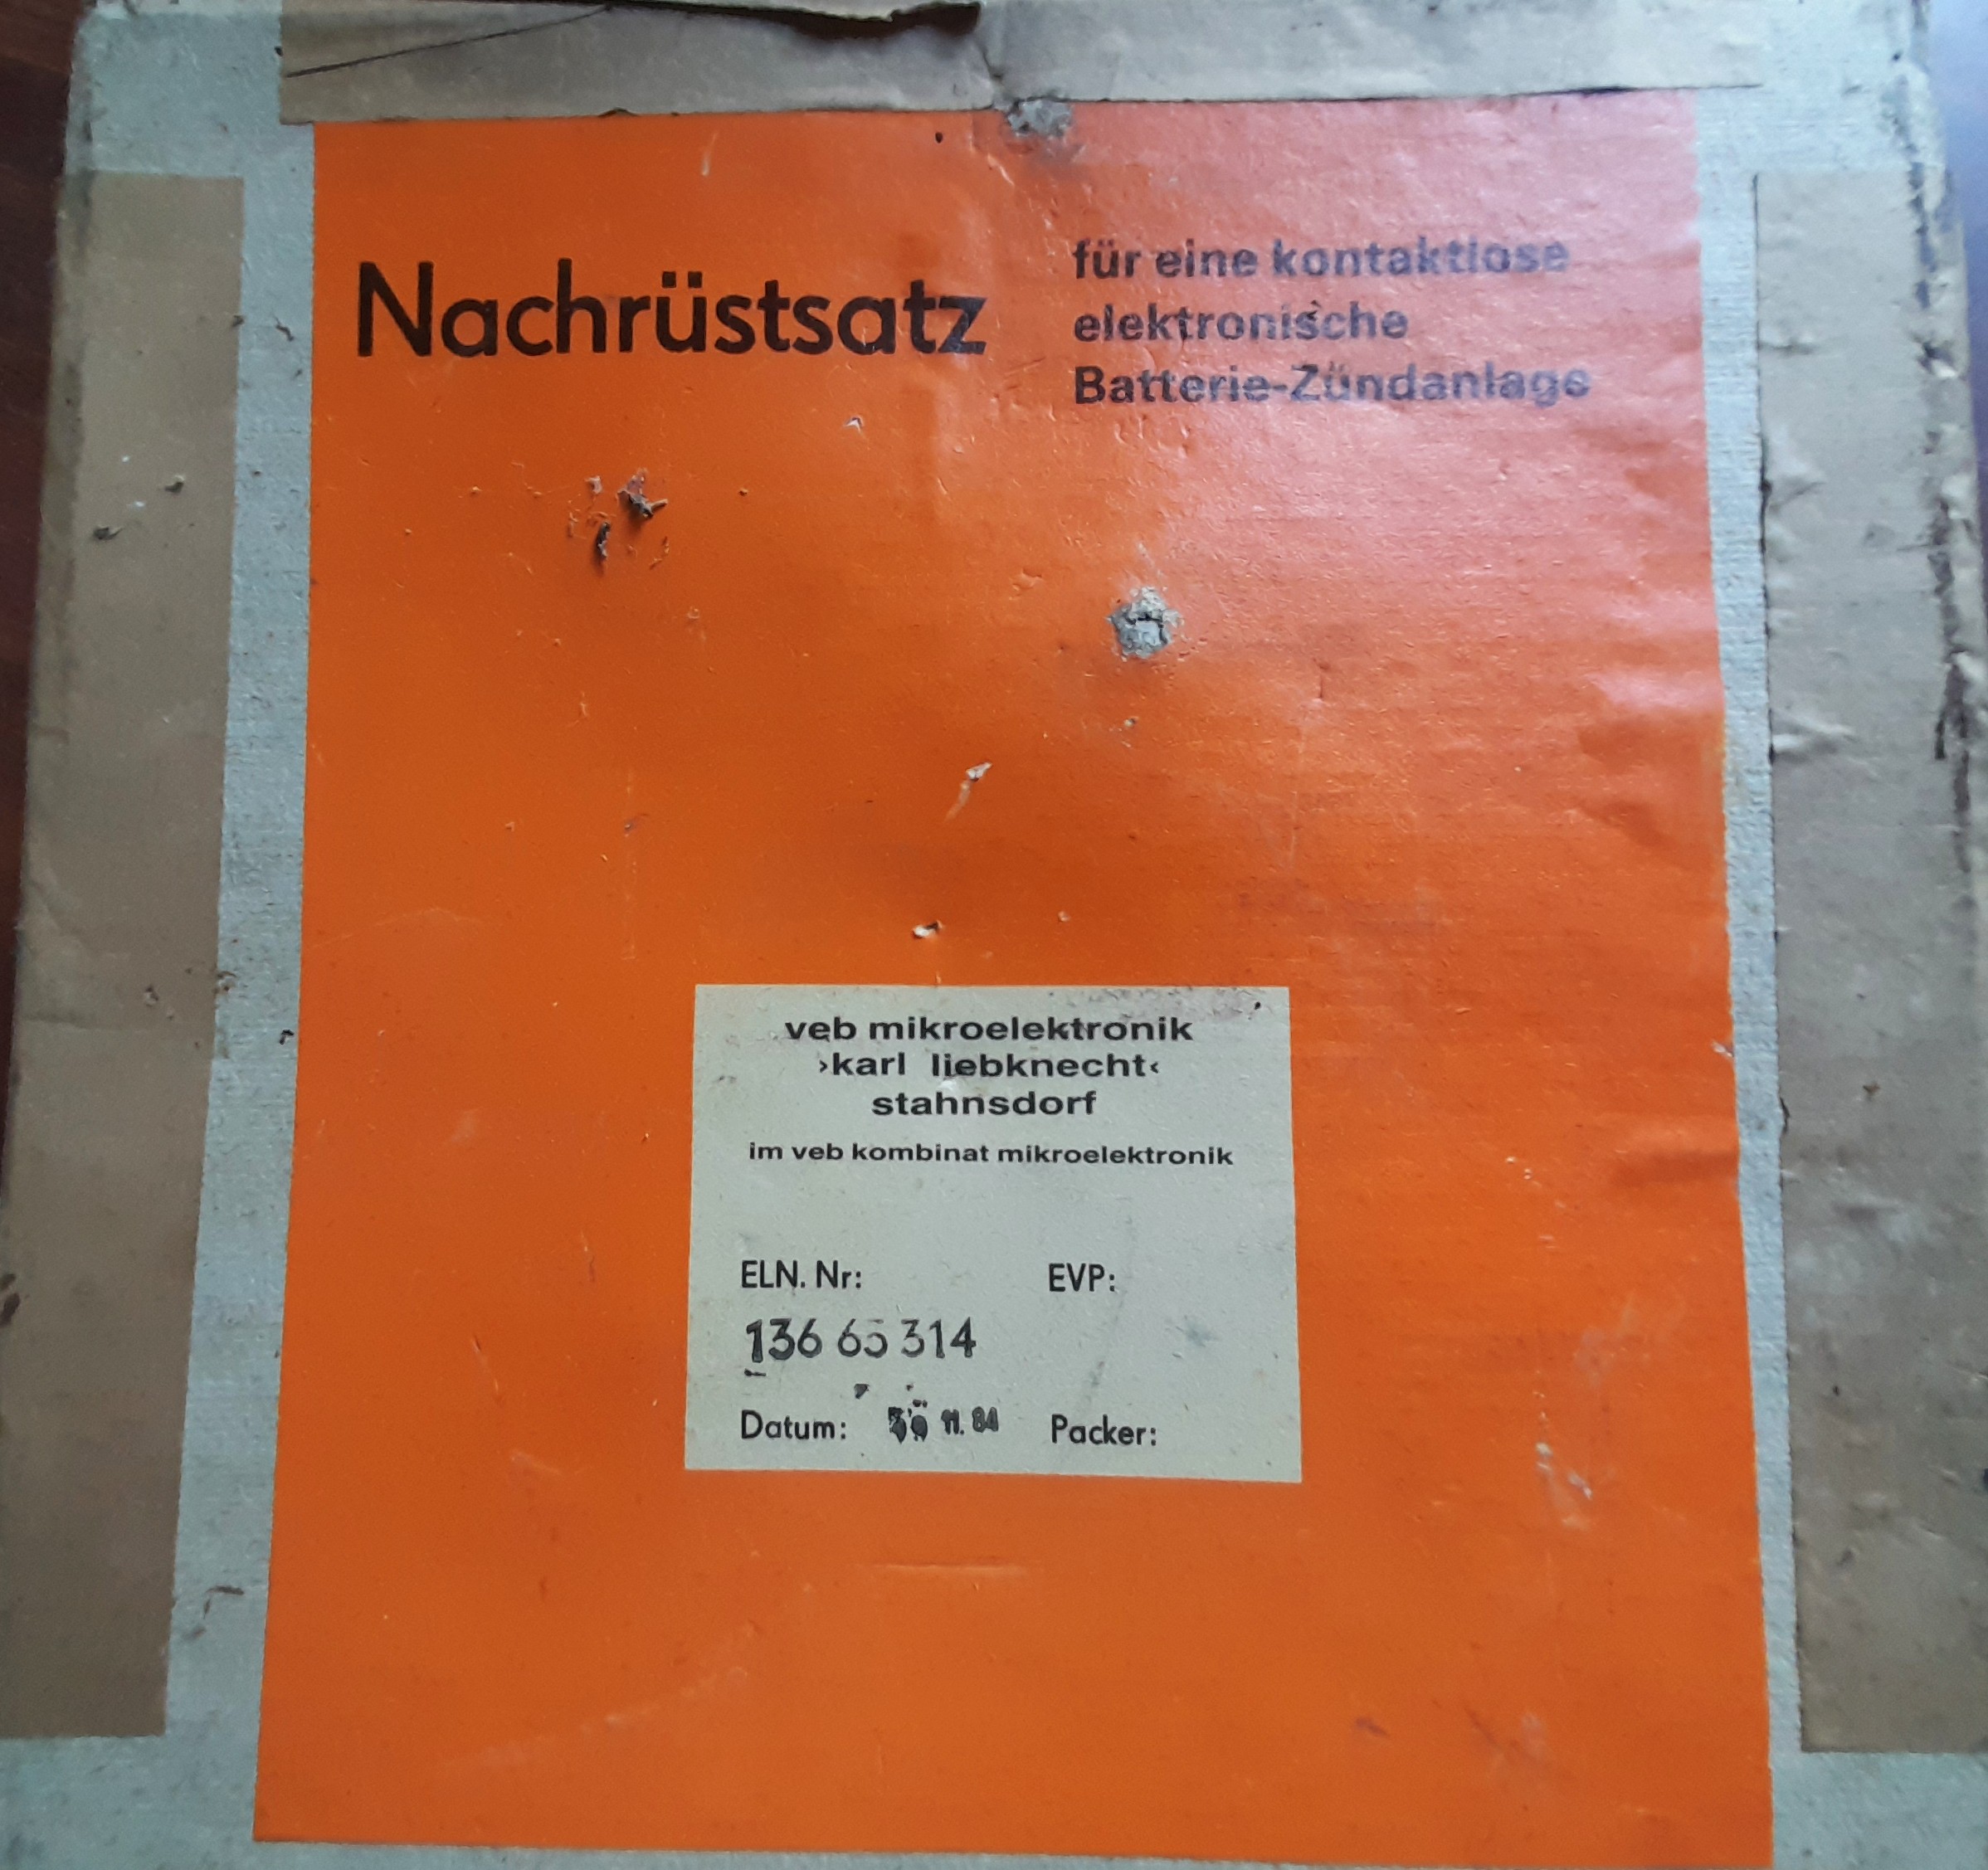 Nachrüstsatz
für eine kontaktlose
elektronische
Batterie-Zündanlage
veb mikroelektronik
›karl liebknecht‹
stahnsdorf
im veb kombinat mikroelektronik
ELN. Nr:
EVP:
136 65 314
Datum: 11. 84
Packer: